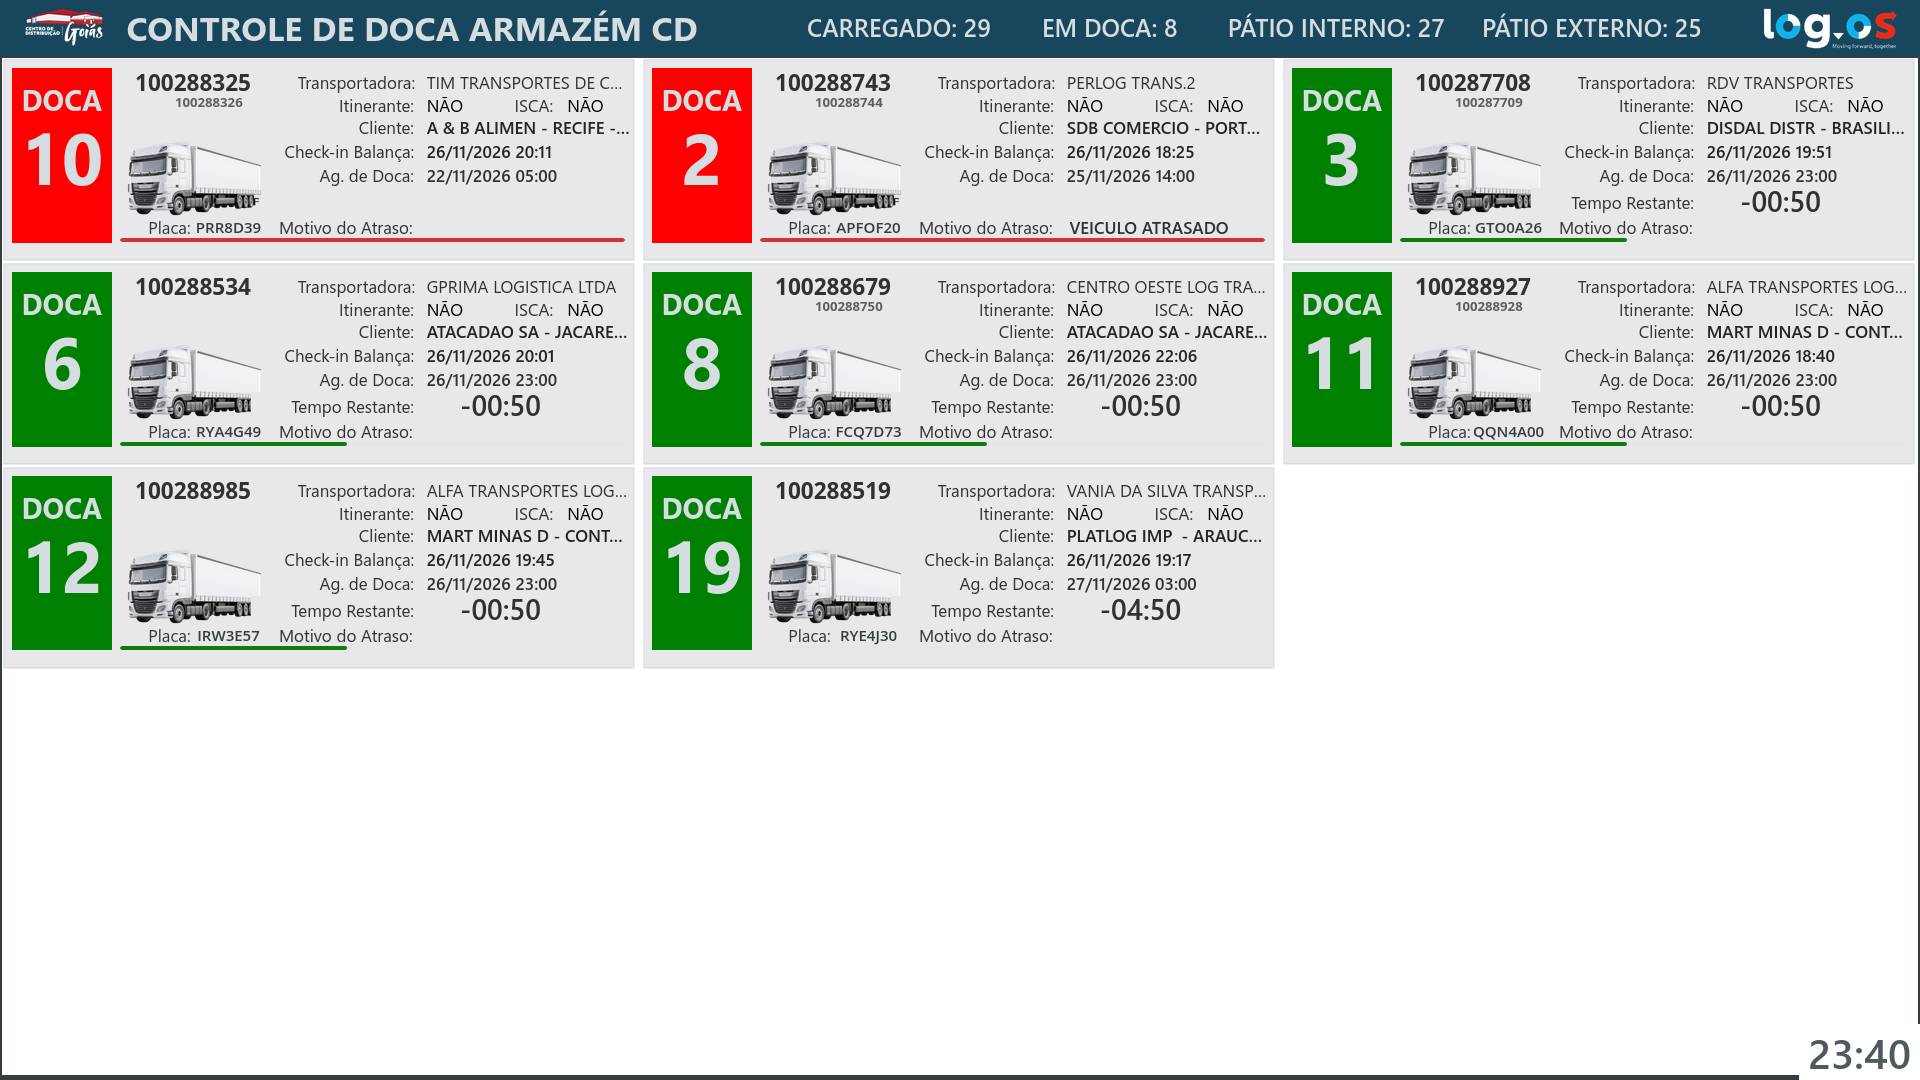 CENTRO DE DISTRIBUIÇÃO Goiás
CONTROLE DE DOCA ARMAZÉM CD
CARREGADO: 29
EM DOCA: 8
PÁTIO INTERNO: 27
PÁTIO EXTERNO: 25
log.os
Moving forward, together
DOCA
10
100288325
100288326
Transportadora: TIM TRANSPORTES DE C...
Itinerante: NÃO ISCA: NÃO
Cliente: A & B ALIMEN - RECIFE -...
Check-in Balança: 26/11/2026 20:11
Ag. de Doca: 22/11/2026 05:00
Placa: PRR8D39 Motivo do Atraso:
DOCA
2
100288743
100288744
Transportadora: PERLOG TRANS.2
Itinerante: NÃO ISCA: NÃO
Cliente: SDB COMERCIO - PORT...
Check-in Balança: 26/11/2026 18:25
Ag. de Doca: 25/11/2026 14:00
Placa: APFOF20 Motivo do Atraso: VEICULO ATRASADO
DOCA
3
100287708
100287709
Transportadora: RDV TRANSPORTES
Itinerante: NÃO ISCA: NÃO
Cliente: DISDAL DISTR - BRASILI...
Check-in Balança: 26/11/2026 19:51
Ag. de Doca: 26/11/2026 23:00
Tempo Restante: -00:50
Placa: GTO0A26 Motivo do Atraso:
DOCA
6
100288534
Transportadora: GPRIMA LOGISTICA LTDA
Itinerante: NÃO ISCA: NÃO
Cliente: ATACADAO SA - JACARE...
Check-in Balança: 26/11/2026 20:01
Ag. de Doca: 26/11/2026 23:00
Tempo Restante: -00:50
Placa: RYA4G49 Motivo do Atraso:
DOCA
8
100288679
100288750
Transportadora: CENTRO OESTE LOG TRA...
Itinerante: NÃO ISCA: NÃO
Cliente: ATACADAO SA - JACARE...
Check-in Balança: 26/11/2026 22:06
Ag. de Doca: 26/11/2026 23:00
Tempo Restante: -00:50
Placa: FCQ7D73 Motivo do Atraso:
DOCA
11
100288927
100288928
Transportadora: ALFA TRANSPORTES LOG...
Itinerante: NÃO ISCA: NÃO
Cliente: MART MINAS D - CONT...
Check-in Balança: 26/11/2026 18:40
Ag. de Doca: 26/11/2026 23:00
Tempo Restante: -00:50
Placa: QQN4A00 Motivo do Atraso:
DOCA
12
100288985
Transportadora: ALFA TRANSPORTES LOG...
Itinerante: NÃO ISCA: NÃO
Cliente: MART MINAS D - CONT...
Check-in Balança: 26/11/2026 19:45
Ag. de Doca: 26/11/2026 23:00
Tempo Restante: -00:50
Placa: IRW3E57 Motivo do Atraso:
DOCA
19
100288519
Transportadora: VANIA DA SILVA TRANSP...
Itinerante: NÃO ISCA: NÃO
Cliente: PLATLOG IMP - ARAUC...
Check-in Balança: 26/11/2026 19:17
Ag. de Doca: 27/11/2026 03:00
Tempo Restante: -04:50
Placa: RYE4J30 Motivo do Atraso:
23:40